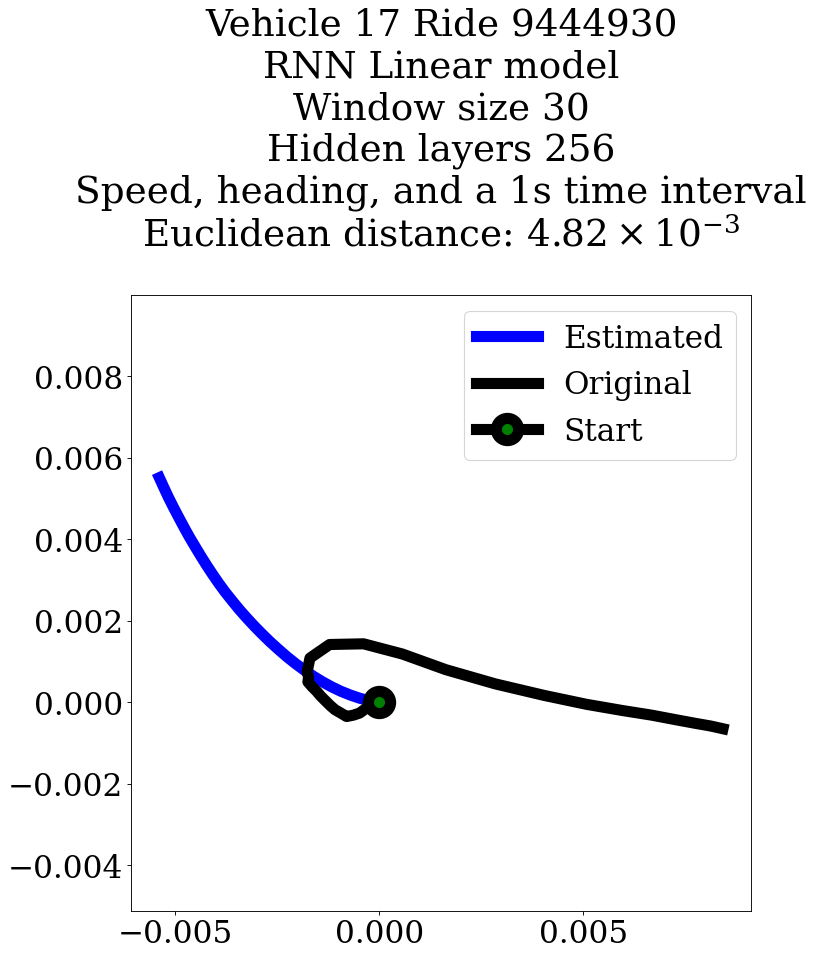 Vehicle 17 Ride 9444930
RNN Linear model
Window size 30
Hidden layers 256
Speed, heading, and a 1s time interval
Euclidean distance: 4.82 × 10⁻³
Estimated
Original
Start
0.008
0.006
0.004
0.002
0.000
−0.002
−0.004
−0.005 0.000 0.005